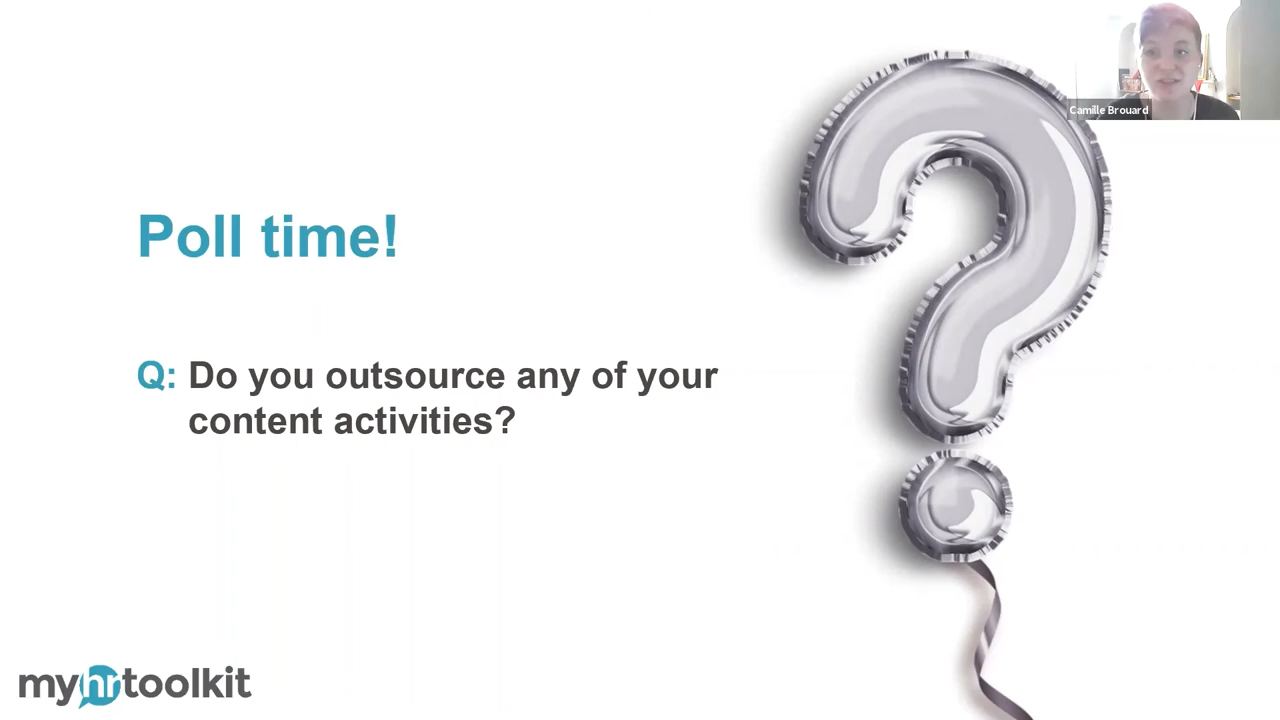 Camille Brouard
Poll time!
Q: Do you outsource any of your
content activities?
myhrtoolkit